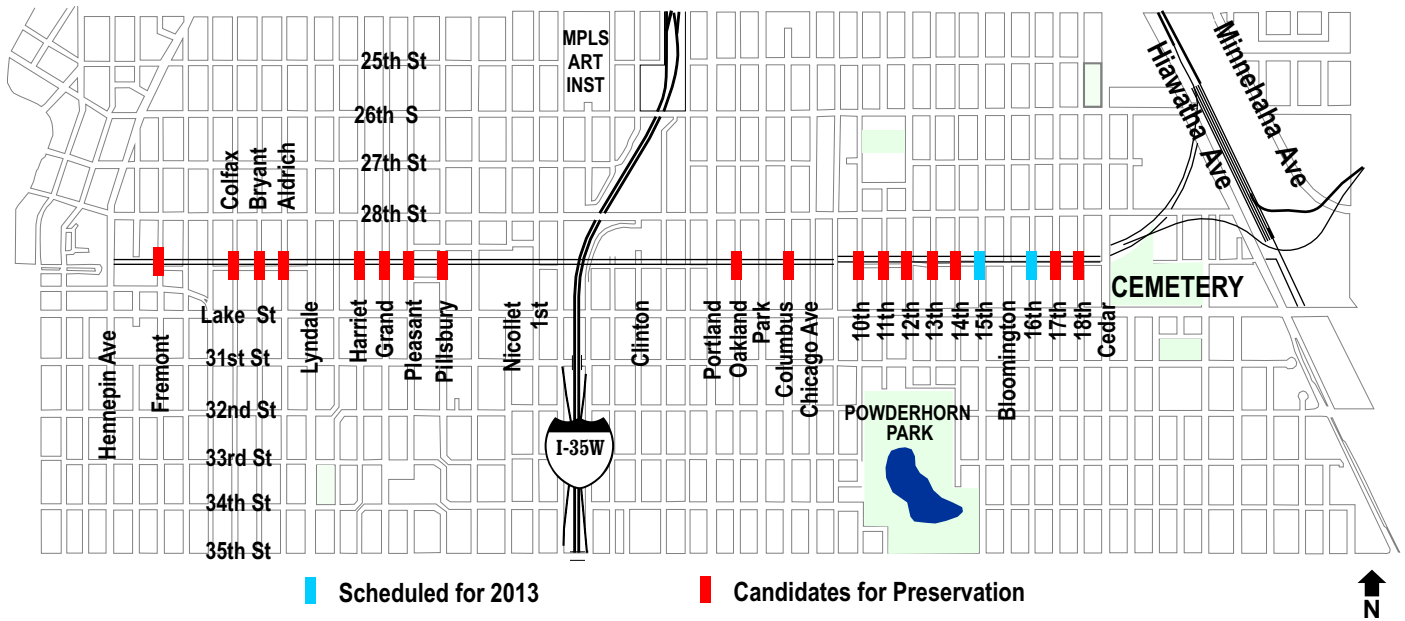 MPLS
ART
INST
25th St
26th S
27th St
28th St
Colfax
Bryant
Aldrich
Hiawatha Ave
Minnehaha Ave
CEMETERY
Lake St
31st St
32nd St
33rd St
34th St
35th St
Hennepin Ave
Fremont
Lyndale
Harriet
Grand
Pleasant
Pillsbury
Nicollet
1st
Clinton
Portland
Oakland
Park
Columbus
Chicago Ave
10th
11th
12th
13th
14th
15th
Bloomington
16th
17th
18th
Cedar
POWDERHORN
PARK
I-35W
Scheduled for 2013
Candidates for Preservation
N